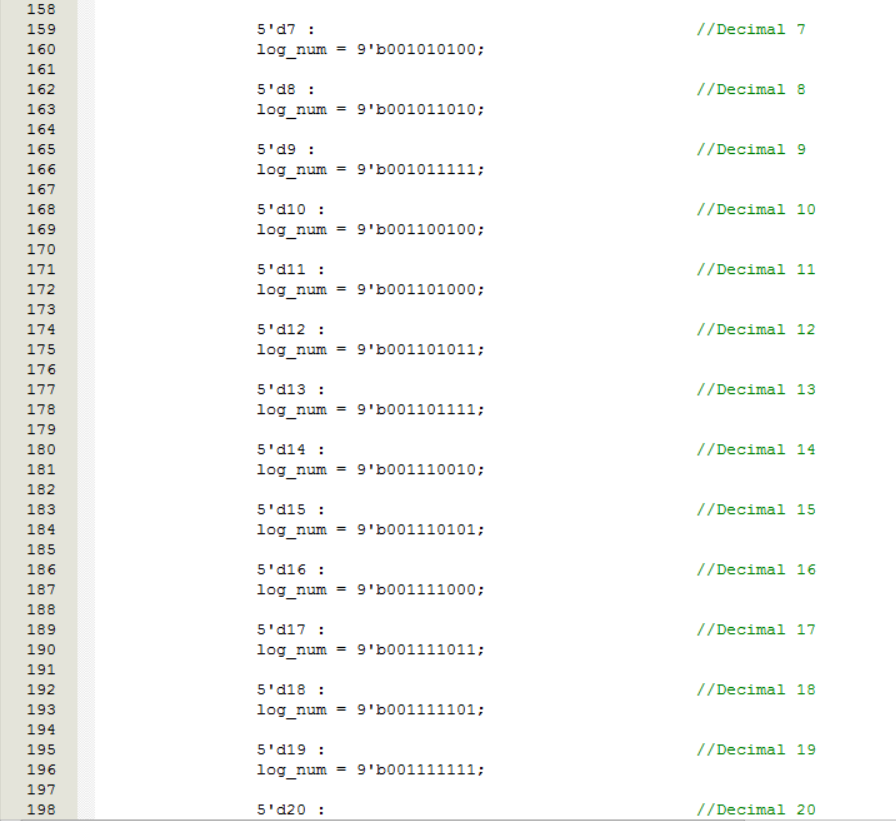 158
159 5'd7 : //Decimal 7
160 log_num = 9'b001010100;
161
162 5'd8 : //Decimal 8
163 log_num = 9'b001011010;
164
165 5'd9 : //Decimal 9
166 log_num = 9'b001011111;
167
168 5'd10 : //Decimal 10
169 log_num = 9'b001100100;
170
171 5'd11 : //Decimal 11
172 log_num = 9'b001101000;
173
174 5'd12 : //Decimal 12
175 log_num = 9'b001101011;
176
177 5'd13 : //Decimal 13
178 log_num = 9'b001101111;
179
180 5'd14 : //Decimal 14
181 log_num = 9'b001110010;
182
183 5'd15 : //Decimal 15
184 log_num = 9'b001110101;
185
186 5'd16 : //Decimal 16
187 log_num = 9'b001111000;
188
189 5'd17 : //Decimal 17
190 log_num = 9'b001111011;
191
192 5'd18 : //Decimal 18
193 log_num = 9'b001111101;
194
195 5'd19 : //Decimal 19
196 log_num = 9'b001111111;
197
198 5'd20 : //Decimal 20